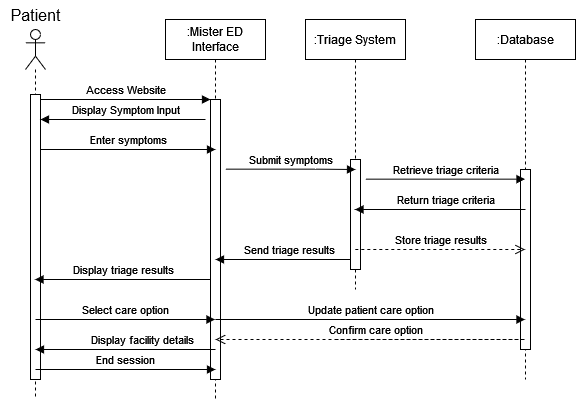 Patient
:Mister ED
Interface
:Triage System
:Database
Access Website
Display Symptom Input
Enter symptoms
Submit symptoms
Retrieve triage criteria
Return triage criteria
Store triage results
Send triage results
Display triage results
Select care option
Update patient care option
Confirm care option
Display facility details
End session